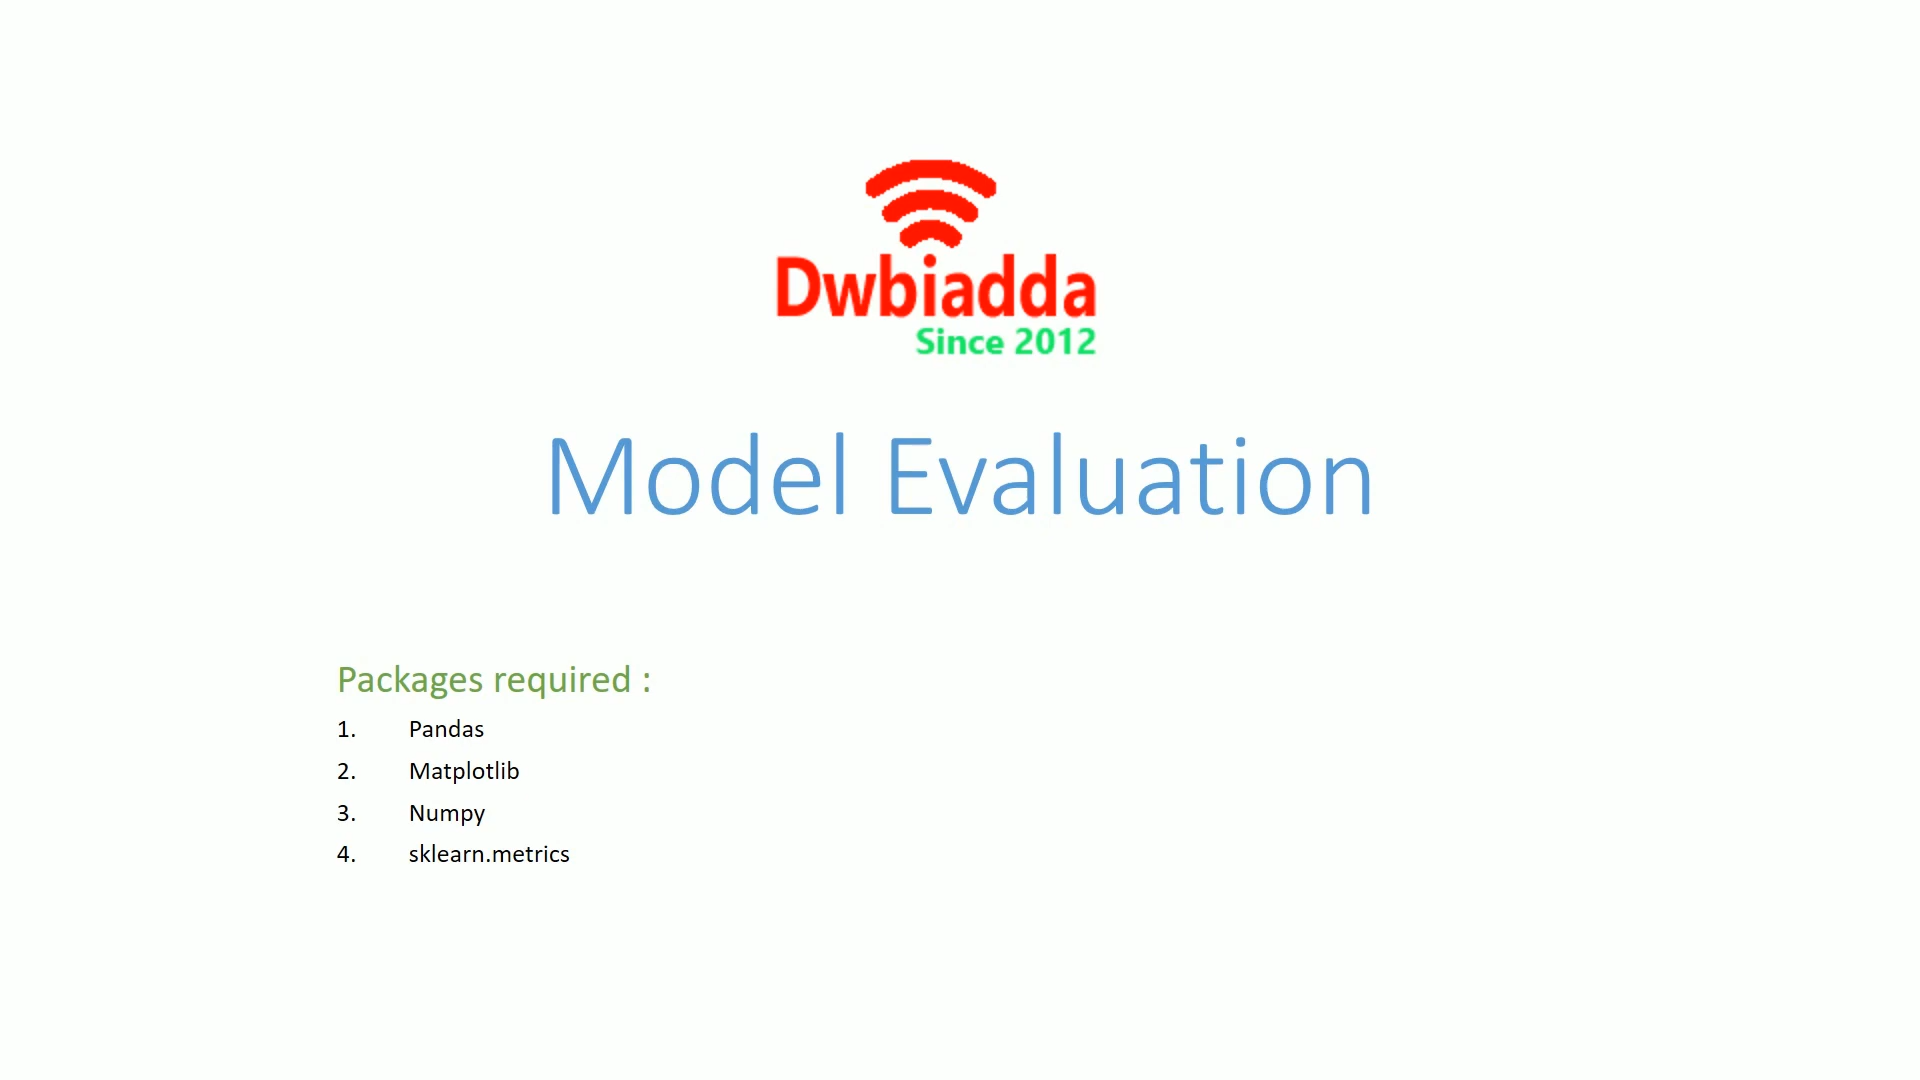 Dwbiadda
Since 2012
Model Evaluation
Packages required :
1. Pandas
2. Matplotlib
3. Numpy
4. sklearn.metrics